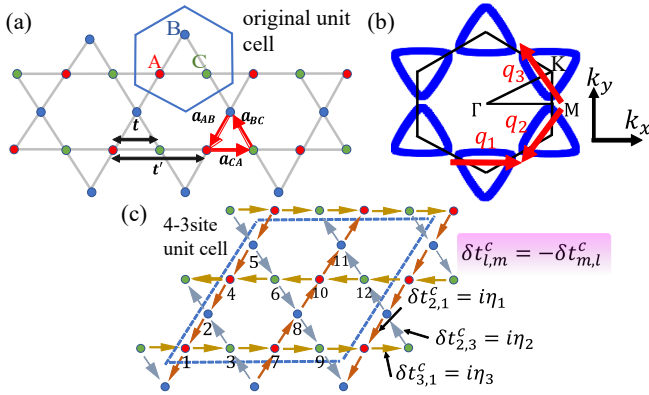 (a)
original unit
cell
B
A
C
a_AB
a_BC
a_CA
t
t′
(b)
q_3
K
Γ
M
q_2
q_1
k_y
k_x
(c)
4-3site
unit cell
δt^c_{l,m} = −δt^c_{m,l}
5
11
4
6
10
12
δt^c_{2,1} = iη_1
2
8
δt^c_{2,3} = iη_2
1
3
7
9
δt^c_{3,1} = iη_3